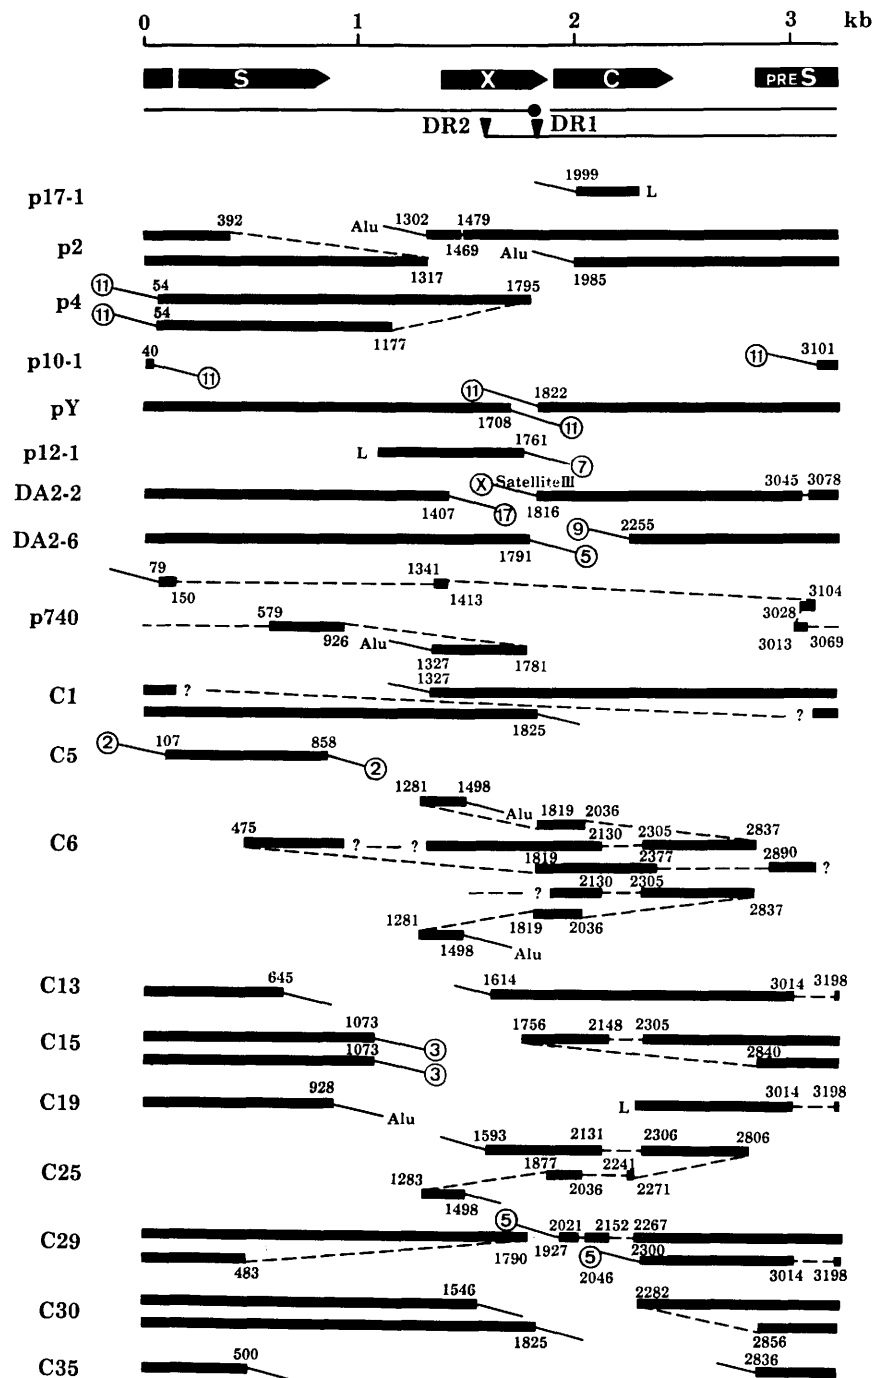 0 1 2 3 kb
S X C PRE S
DR2 DR1
p17-1 1999 L
392 Alu 1302 1479
p2 1469 Alu
1317 1985
⑪ 54 1795
p4 ⑪ 54
1177
p10-1 40 ⑪ ⑪ 3101
pY ⑪ 1822
1708 ⑪
p12-1 L 1761 ⑦
DA2-2 Ⓧ Satellite III 3045 3078
1407 ⑰ 1816
DA2-6 ⑨ 2255
1791 ⑤
79 1341 3104
150 1413 3028
p740 579
926 Alu 3013 3069
1327 1781
C1 ? 1327
1825 ?
C5 ② 107 858 ②
1281 1498 Alu 1819 2036
C6 475 ? ? 2130 2305 2837
1819 2377 2890 ?
? 2130 2305
1281 1819 2036 2837
1498 Alu
C13 645 1614 3014 3198
C15 1073 ③ 1756 2148 2305
1073 ③ 2840
C19 928 Alu L 3014 3198
1593 2131 2306 2806
C25 1877 2241
1283 2036 2271
1498
C29 ⑤ 2021 2152 2267
1790 1927 ⑤ 2300
483 2046 3014 3198
C30 1546 2282
1825 2856
C35 500 2836